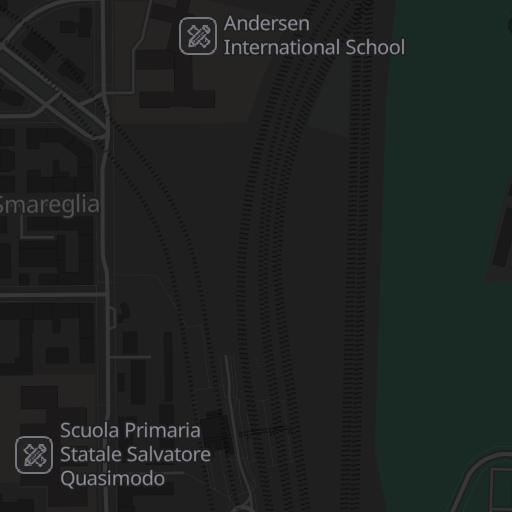 Andersen
International School
Smareglia
Scuola Primaria
Statale Salvatore
Quasimodo